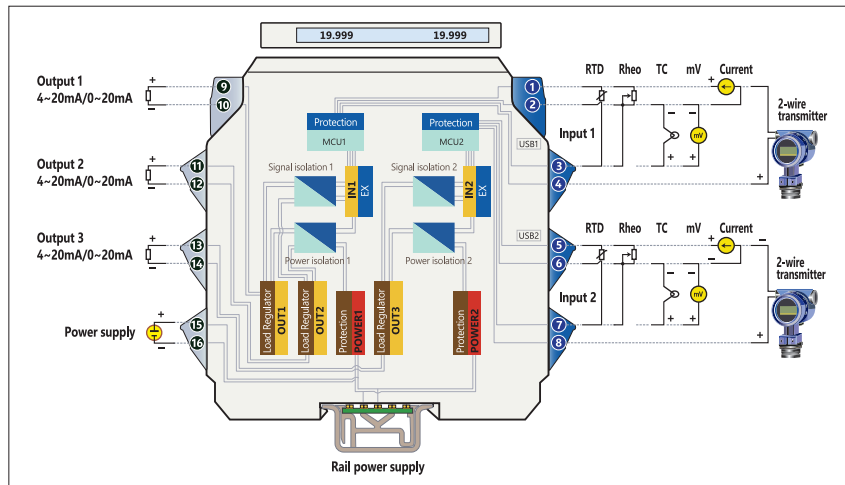 19.999 19.999
RTD Rheo TC mV Current
Output 1
4~20mA/0~20mA
+
−
9
10
1
2
+
−
−
−
mV
+
+
2-wire
transmitter
Protection
MCU1
Protection
MCU2
USB1
Input 1
Output 2
4~20mA/0~20mA
+
−
11
12
3
4
+
Signal isolation 1
IN1
EX
Signal isolation 2
IN2
EX
Output 3
4~20mA/0~20mA
+
−
13
14
Power isolation 1
Power isolation 2
USB2
5
6
RTD Rheo TC mV Current
+
−
−
−
−
mV
+
+
2-wire
transmitter
Input 2
Load Regulator
OUT1
Load Regulator
OUT2
Protection
POWER1
Load Regulator
OUT3
Protection
POWER2
Power supply
+
−
15
16
7
8
+
Rail power supply